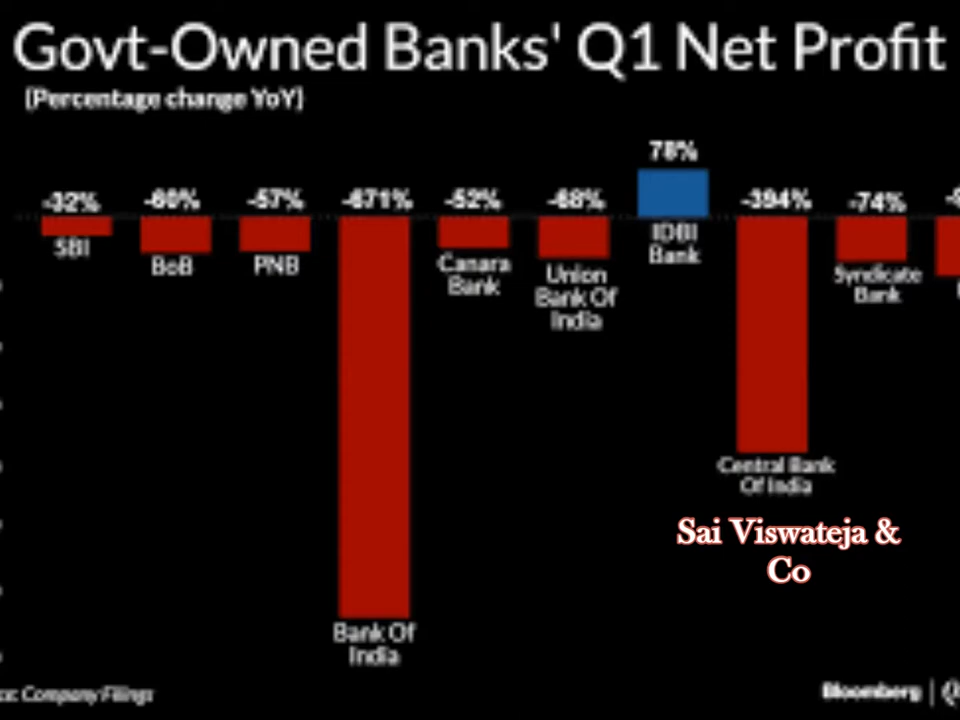 Govt-Owned Banks' Q1 Net Profit
(Percentage change YoY)
78%
-32% -60% -57% -671% -52% -68% -394% -74%
SBI
BoB
PNB
Canara
Bank
Union
Bank Of
India
IDBI
Bank
Syndicate
Bank
Central Bank
Of India
Sai Viswateja &
Co
Bank Of
India
Company Filings
Bloomberg |